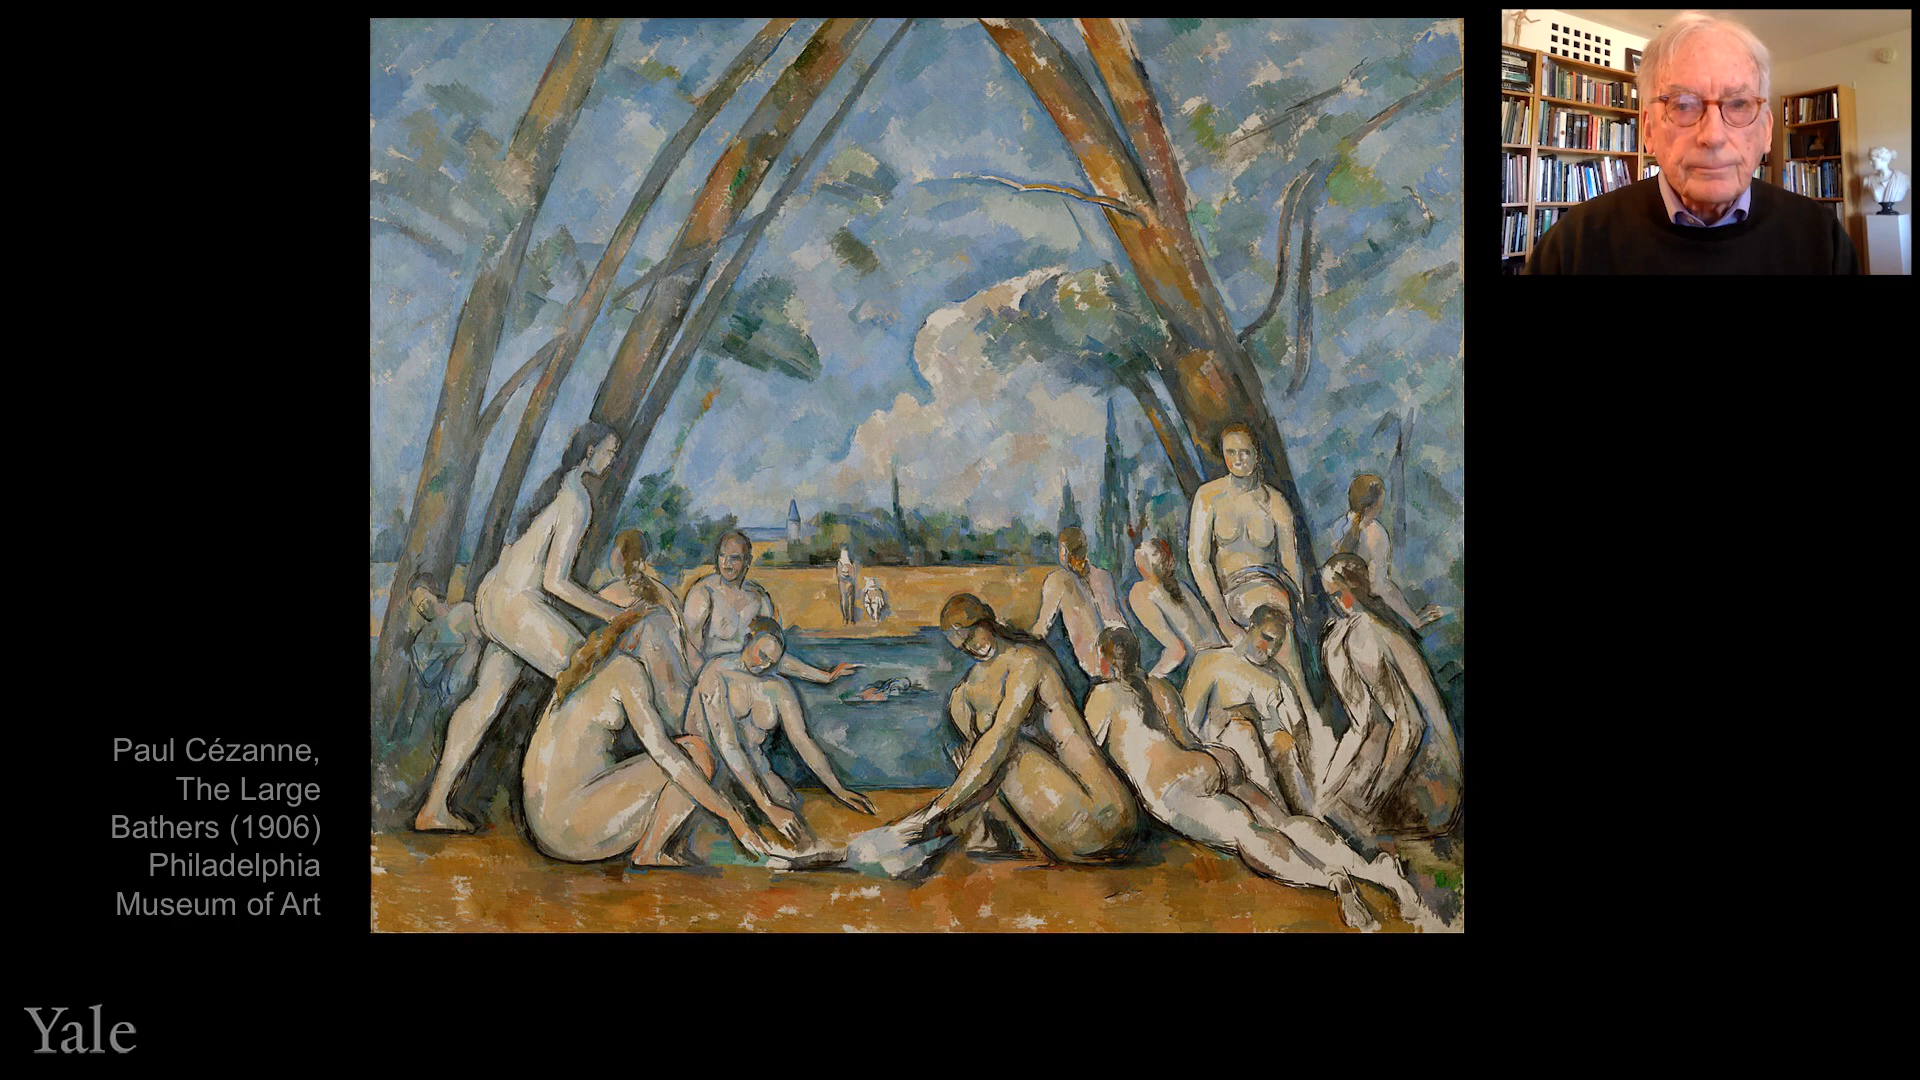 Paul Cézanne,
The Large
Bathers (1906)
Philadelphia
Museum of Art
Yale